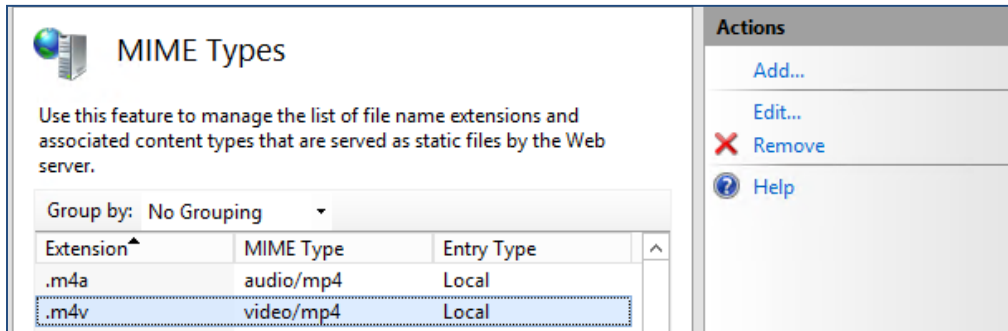 MIME Types
Use this feature to manage the list of file name extensions and
associated content types that are served as static files by the Web
server.
Group by: No Grouping
Extension MIME Type Entry Type
.m4a audio/mp4 Local
.m4v video/mp4 Local
Actions
Add...
Edit...
Remove
Help